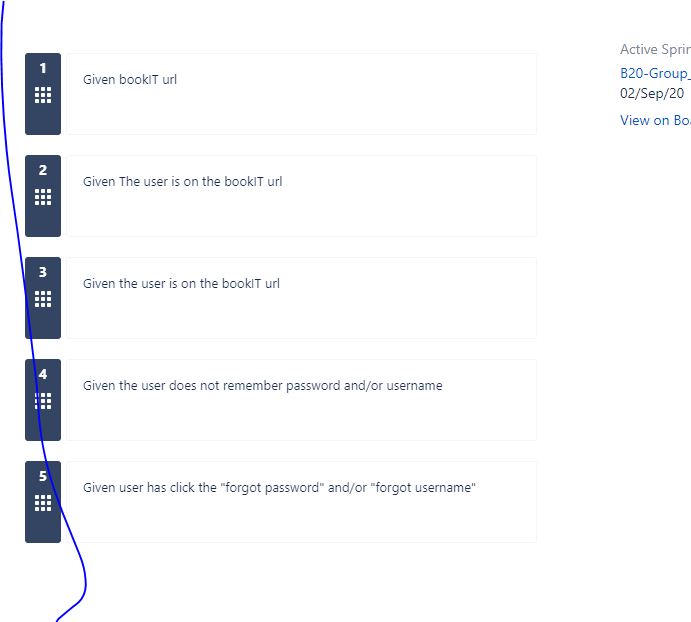 Active Sprin
B20-Group_
02/Sep/20
View on Boa
1
Given bookIT url
2
Given The user is on the bookIT url
3
Given the user is on the bookIT url
4
Given the user does not remember password and/or username
5
Given user has click the "forgot password" and/or "forgot username"